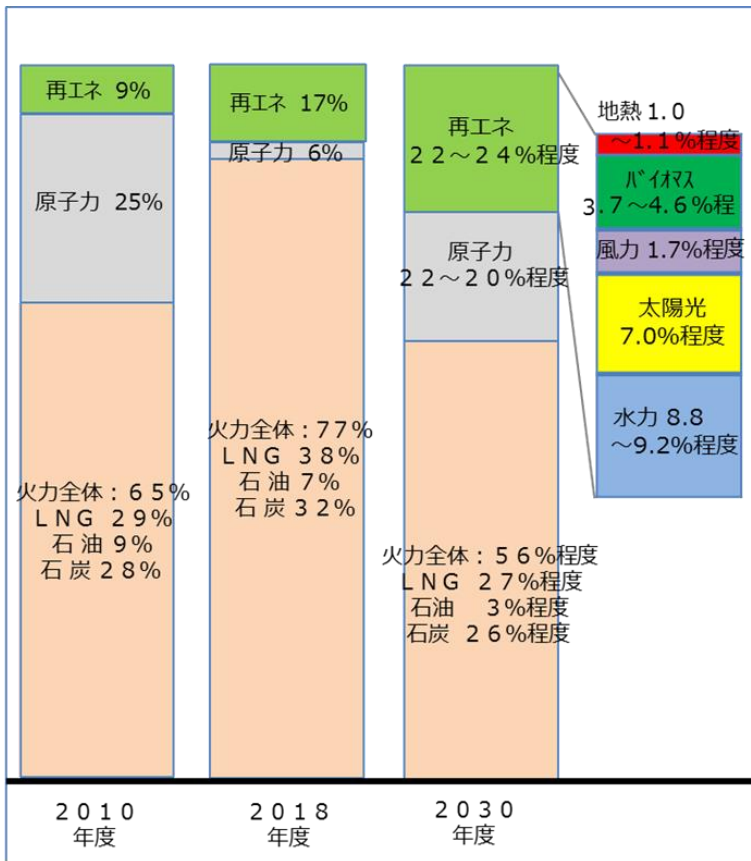 再エネ 9%
原子力 25%
火力全体：６５%
ＬＮＧ ２９%
石 油 ９%
石 炭 ２８%
２０１０
年度
再エネ 17%
原子力 6%
火力全体：７７%
ＬＮＧ ３８%
石油 ７%
石炭 ３２%
２０１８
年度
再エネ
２２～２４%程度
原子力
２２～２０%程度
火力全体：５６%程度
ＬＮＧ ２７%程度
石油　３%程度
石炭 ２６%程度
２０３０
年度
地熱 １.０
～１.１%程度
ﾊﾞｲｵﾏｽ
３.７～４.６%程
風力 1.7%程度
太陽光
7.0%程度
水力 ８.８
～９.２%程度